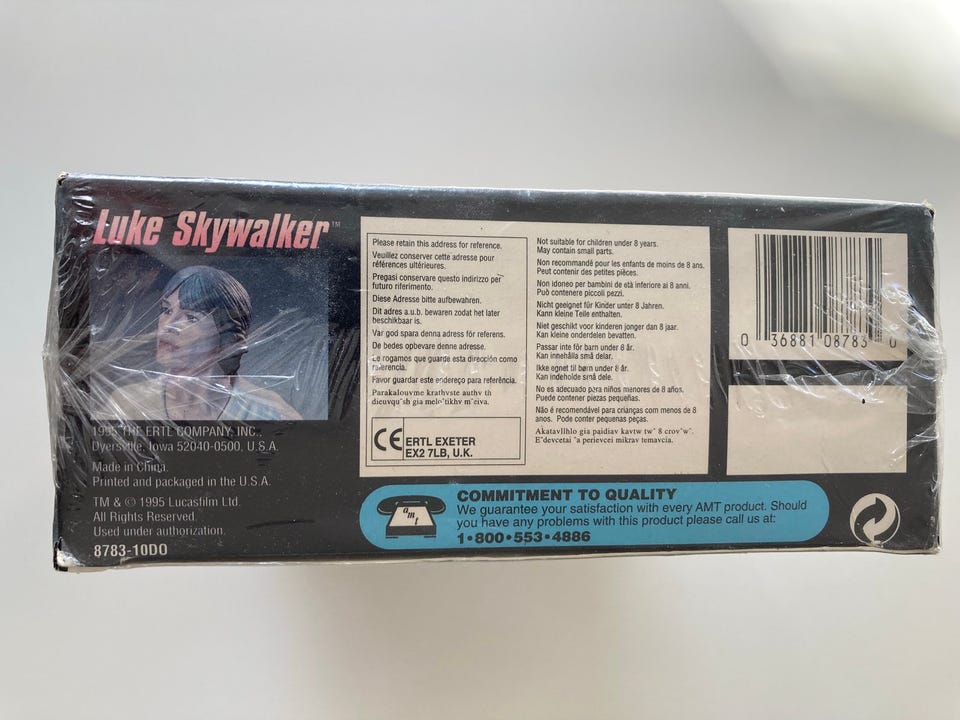 Luke Skywalker™
1995 THE ERTL COMPANY, INC.,
Dyersville, Iowa 52040-0500, U.S.A.
Made in China.
Printed and packaged in the U.S.A.
TM & © 1995 Lucasfilm Ltd.
All Rights Reserved.
Used under authorization.
8783-10DO
Please retain this address for reference.
Veuillez conserver cette adresse pour
références ultérieures.
Pregasi conservare questo indirizzo per
futuro riferimento.
Diese Adresse bitte aufbewahren.
Dit adres a.u.b. bewaren zodat het later
beschikbaar is.
Var god spara denna adress för referens.
De bedes opbevare denne adresse.
Le rogamos que guarde esta dirección como
referencia.
Favor guardar este endereço para referência.
Parakalouvme krathvste authv th
dieuvqu'sh gia
CE ERTL EXETER
EX2 7LB, U.K.
Not suitable for children under 8 years.
May contain small parts.
Non recommandé pour les enfants de moins de 8 ans.
Peut contenir des petites pièces.
Non idoneo per bambini de età inferiore ai 8 anni.
Può contenere piccoli pezzi.
Nicht geeignet für Kinder unter 8 Jahren.
Kann kleine Teile enthalten.
Niet geschikt voor kinderen jonger dan 8 jaar.
Kan kleine onderdelen bevatten.
Passar inte för barn under 8 år.
Kan innehålla små delar.
Ikke egnet til børn under 8 år.
Kan indeholde små dele.
No es adecuado para niños menores de 8 años.
Puede contener piezas pequeñas.
Não é recomendável para crianças com menos de 8
anos. Pode conter pequenas peças.
Akatavllhlo gia paidiav kavtw tw' 8 crov'w'.
E'devcetai 'a perievcei mikrav temavcia.
0 36881 08783 0
amt
COMMITMENT TO QUALITY
We guarantee your satisfaction with every AMT product. Should
you have any problems with this product please call us at:
1•800•553•4886